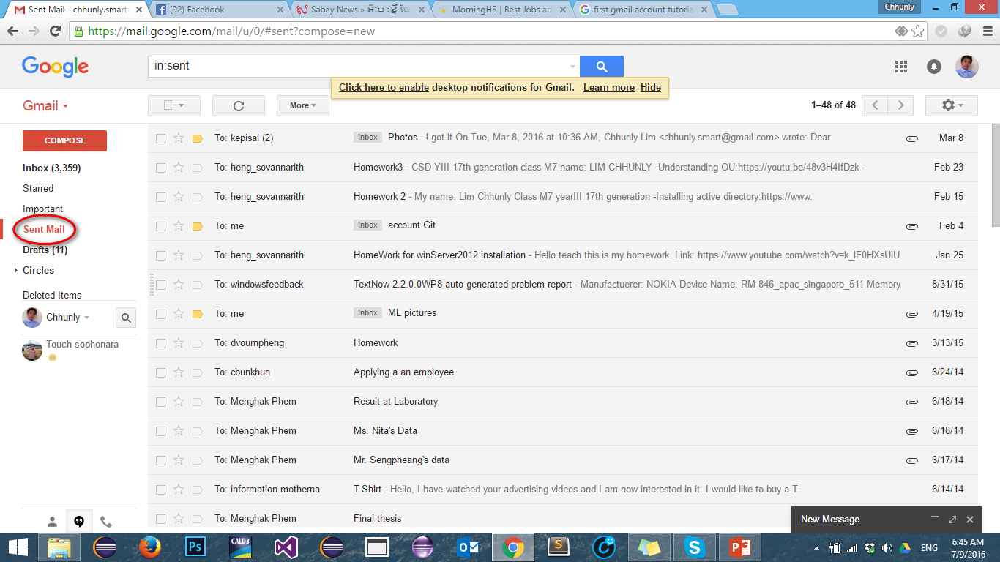 Sent Mail - chhunly.smart
(92) Facebook
Sabay News » អ៊ាម វន្នី ថែ
MorningHR | Best Jobs ad
first gmail account tutoria
Chhunly
https://mail.google.com/mail/u/0/#sent?compose=new
Google
in:sent
Click here to enable desktop notifications for Gmail. Learn more Hide
Gmail
More
1–48 of 48
COMPOSE
Inbox (3,359)
Starred
Important
Sent Mail
Drafts (11)
Circles
Deleted Items
Chhunly
Touch sophonara
To: kepisal (2) Inbox Photos - i got it On Tue, Mar 8, 2016 at 10:36 AM, Chhunly Lim <chhunly.smart@gmail.com> wrote: Dear Mar 8
To: heng_sovannarith Homework3 - CSD YIII 17th generation class M7 name: LIM CHHUNLY -Understanding OU:https://youtu.be/48v3H4IfDzk - Feb 23
To: heng_sovannarith Homework 2 - My name: Lim Chhunly Class M7 yearIII 17th generation -Installing active directory:https://www. Feb 15
To: me Inbox account Git Feb 4
To: heng_sovannarith HomeWork for winServer2012 installation - Hello teach this is my homework. Link: https://www.youtube.com/watch?v=k_IF0HXsUIU Jan 25
To: windowsfeedback TextNow 2.2.0.0WP8 auto-generated problem report - Manufactuerer: NOKIA Device Name: RM-846_apac_singapore_511 Memory 8/31/15
To: me Inbox ML pictures 4/19/15
To: dvournpheng Homework 3/13/15
To: cbunkhun Applying a an employee 6/24/14
To: Menghak Phem Result at Laboratory 6/18/14
To: Menghak Phem Ms. Nita's Data 6/18/14
To: Menghak Phem Mr. Sengpheang's data 6/17/14
To: information.motherna. T-Shirt - Hello, I have watched your advertising videos and I am now interested in it. I would like to buy a T- 6/14/14
To: Menghak Phem Final thesis
New Message
Ps
CALD3
ENG
6:45 AM
7/9/2016